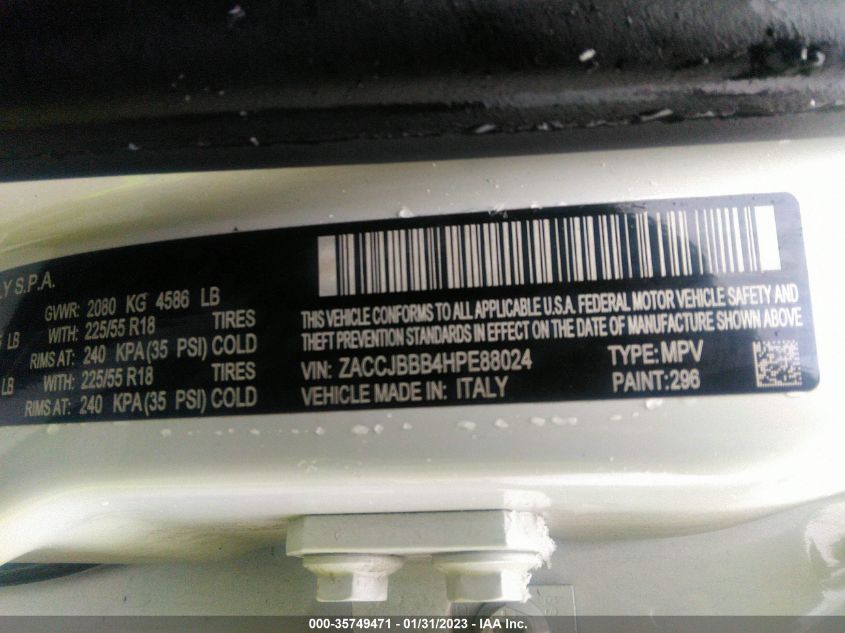 LY S.P.A.
GVWR: 2080 KG 4586 LB
LB WITH: 225/55 R18 TIRES
RIMS AT: 240 KPA(35 PSI) COLD
LB WITH: 225/55 R18 TIRES
RIMS AT: 240 KPA(35 PSI) COLD
THIS VEHICLE CONFORMS TO ALL APPLICABLE U.S.A. FEDERAL MOTOR VEHICLE SAFETY AND
THEFT PREVENTION STANDARDS IN EFFECT ON THE DATE OF MANUFACTURE SHOWN ABOVE
VIN: ZACCJBBB4HPE88024 TYPE:MPV
VEHICLE MADE IN: ITALY PAINT:296
000-35749471 - 01/31/2023 - IAA Inc.